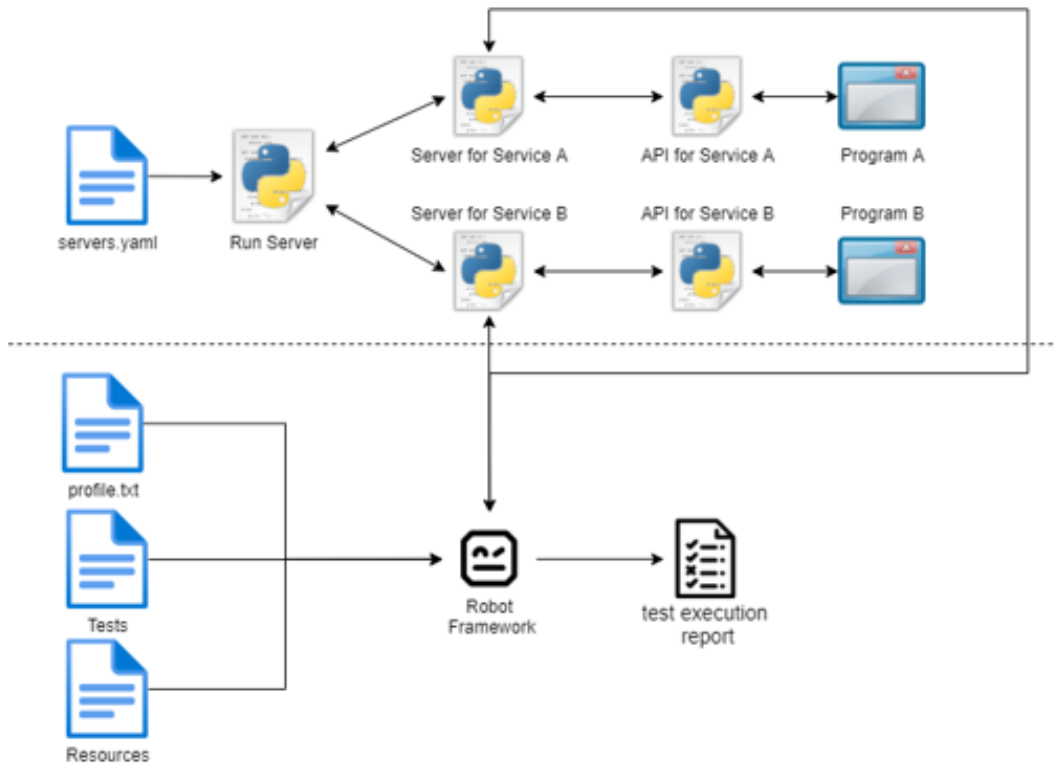 Server for Service A
API for Service A
Program A
servers.yaml
Run Server
Server for Service B
API for Service B
Program B
profile.txt
Tests
Robot
Framework
test execution
report
Resources